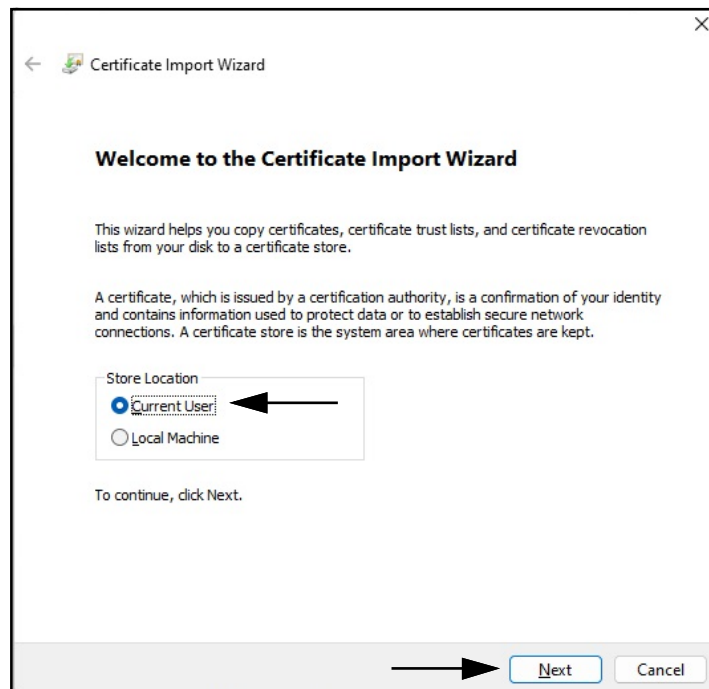 Certificate Import Wizard
Welcome to the Certificate Import Wizard
This wizard helps you copy certificates, certificate trust lists, and certificate revocation
lists from your disk to a certificate store.
A certificate, which is issued by a certification authority, is a confirmation of your identity
and contains information used to protect data or to establish secure network
connections. A certificate store is the system area where certificates are kept.
Store Location
Current User
Local Machine
To continue, click Next.
Next Cancel